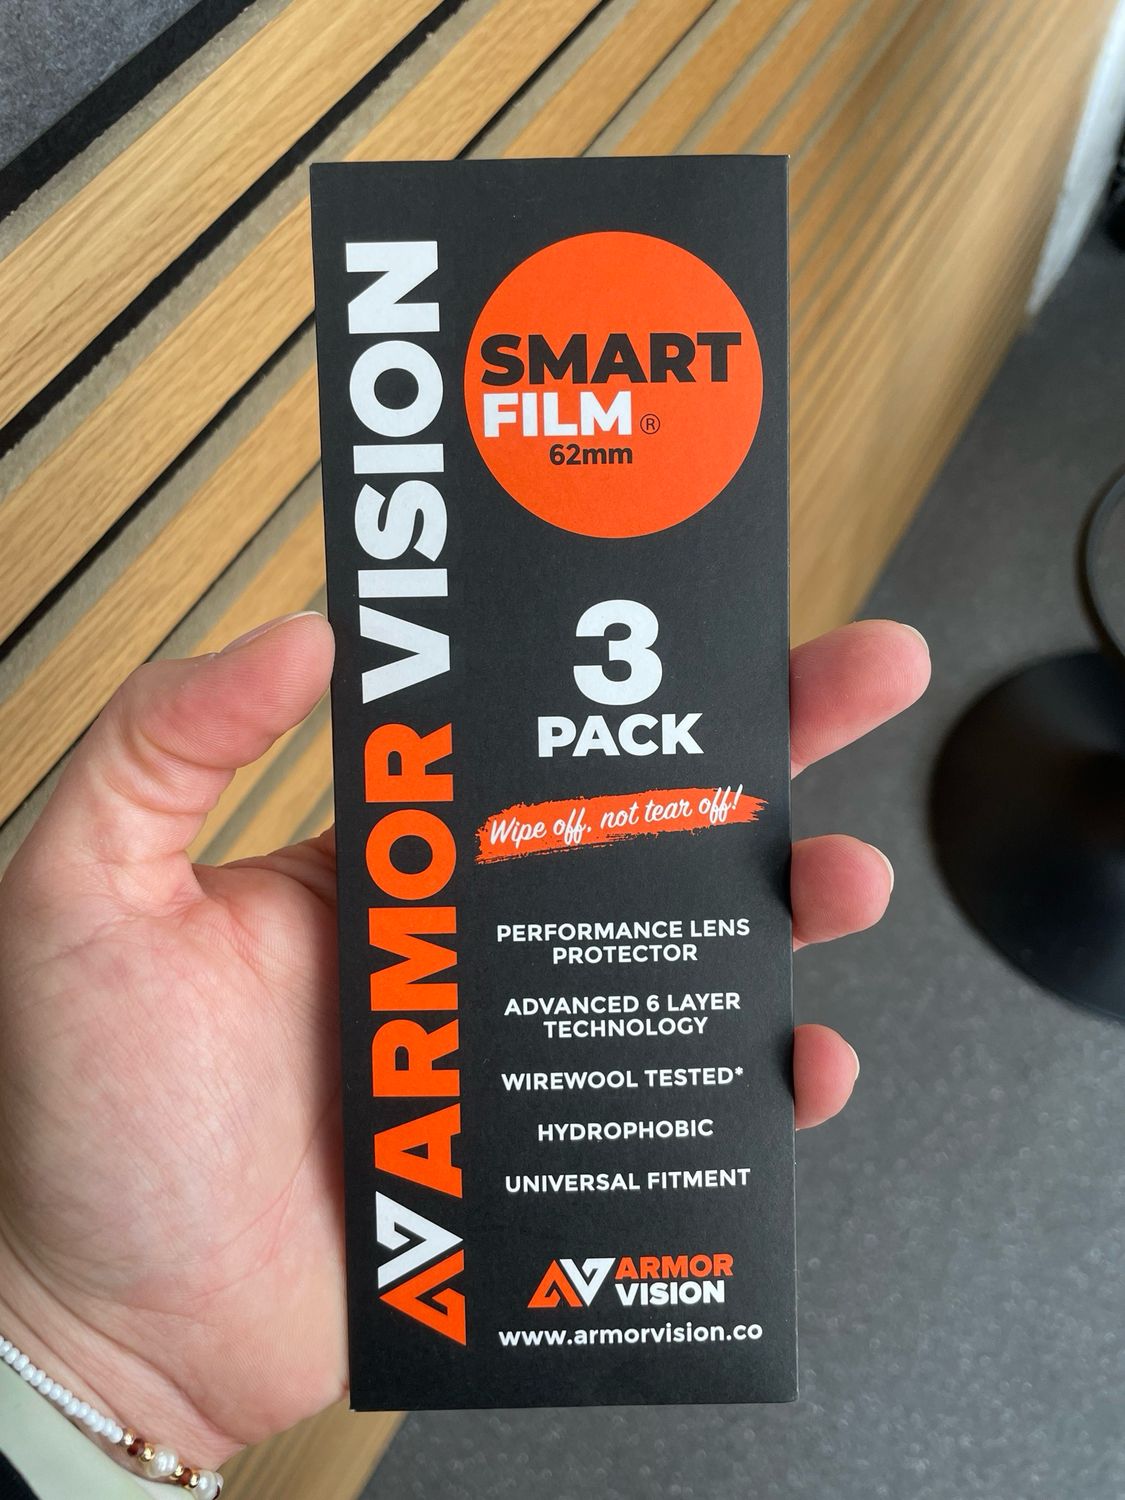 ARMOR VISION
SMART
FILM ®
62mm
3
PACK
Wipe off, not tear off!
PERFORMANCE LENS
PROTECTOR
ADVANCED 6 LAYER
TECHNOLOGY
WIREWOOL TESTED*
HYDROPHOBIC
UNIVERSAL FITMENT
ARMOR
VISION
www.armorvision.co